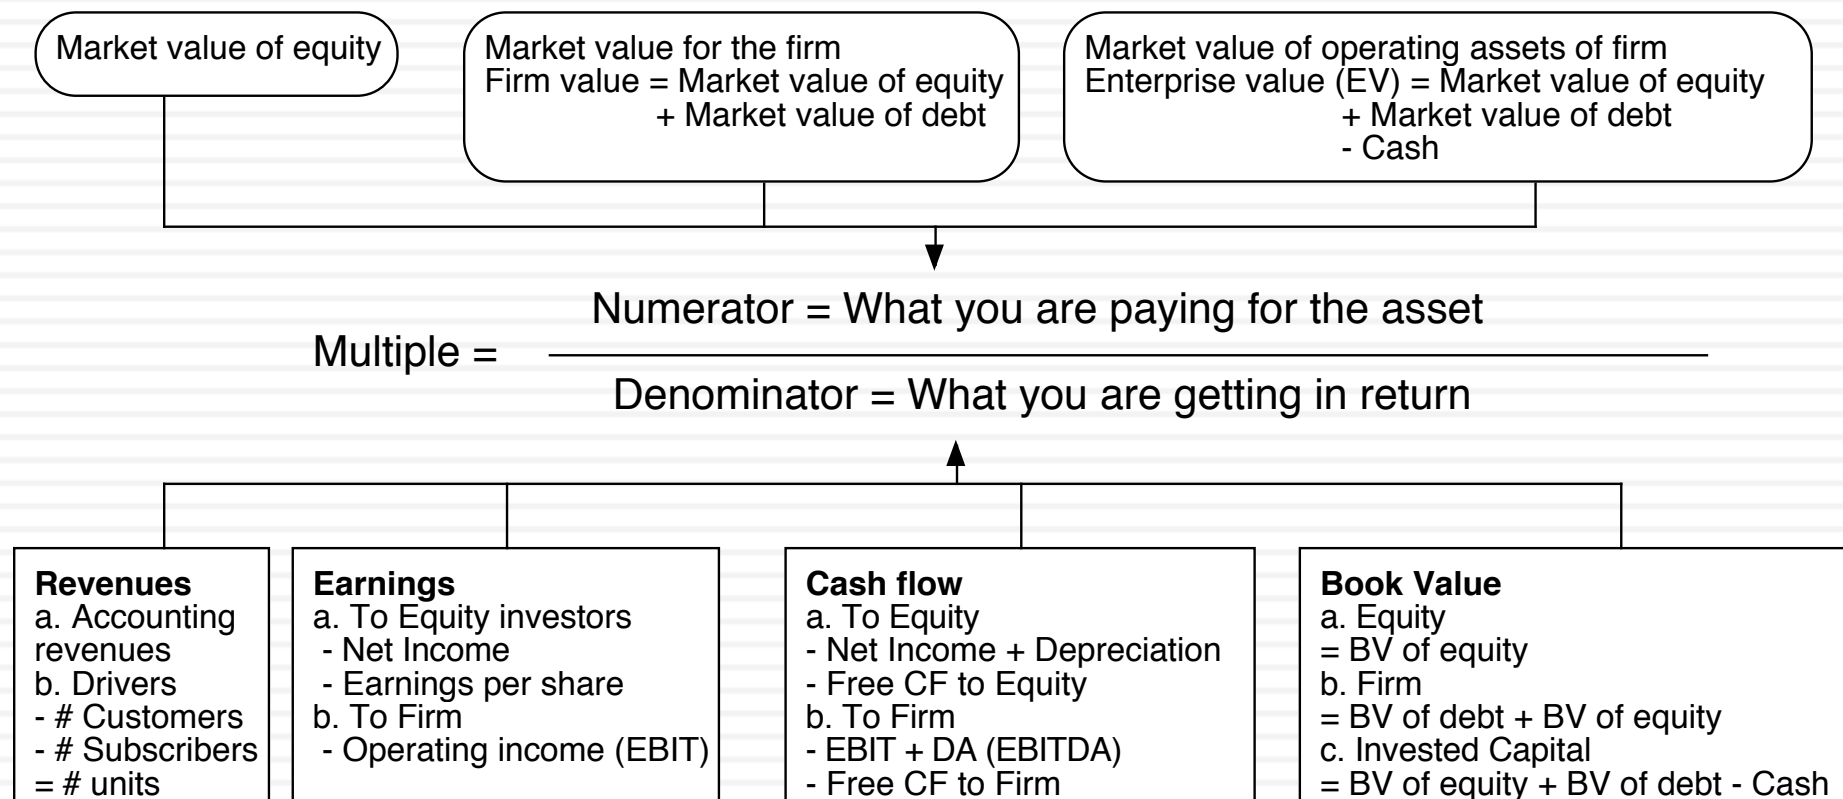 Market value of equity
Market value for the firm
Firm value = Market value of equity
+ Market value of debt
Market value of operating assets of firm
Enterprise value (EV) = Market value of equity
+ Market value of debt
- Cash
Numerator = What you are paying for the asset
Multiple =
Denominator = What you are getting in return
Revenues
a. Accounting
revenues
b. Drivers
- # Customers
- # Subscribers
= # units
Earnings
a. To Equity investors
- Net Income
- Earnings per share
b. To Firm
- Operating income (EBIT)
Cash flow
a. To Equity
- Net Income + Depreciation
- Free CF to Equity
b. To Firm
- EBIT + DA (EBITDA)
- Free CF to Firm
Book Value
a. Equity
= BV of equity
b. Firm
= BV of debt + BV of equity
c. Invested Capital
= BV of equity + BV of debt - Cash